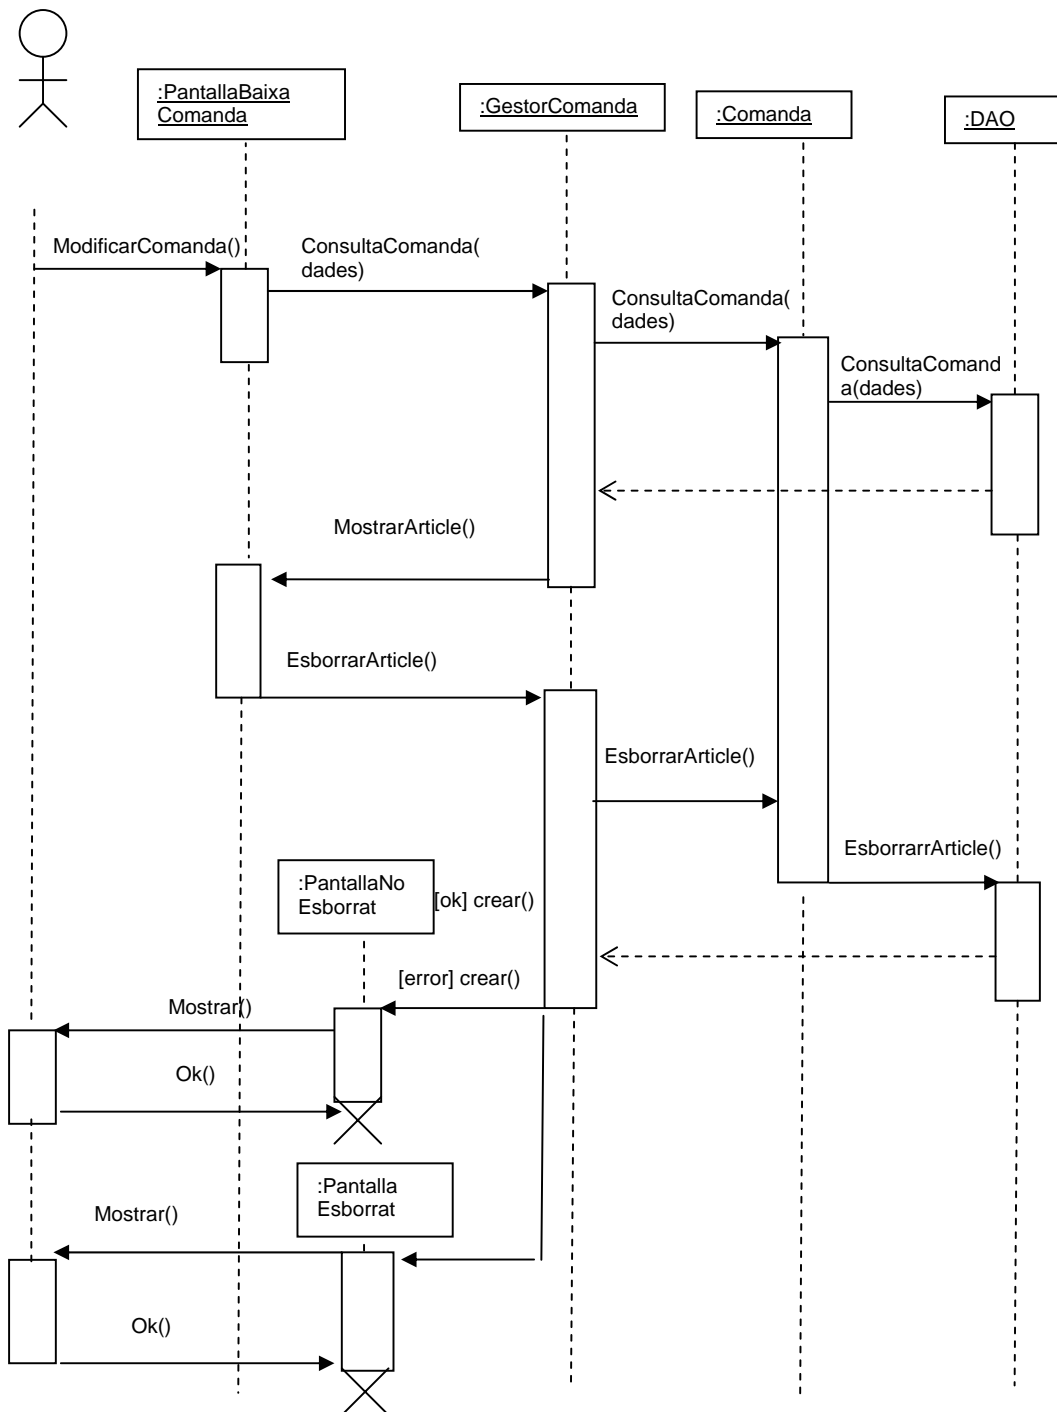 :PantallaBaixa
Comanda
:GestorComanda
:Comanda
:DAO
ModificarComanda()
ConsultaComanda(
dades)
ConsultaComanda(
dades)
ConsultaComand
a(dades)
MostrarArticle()
EsborrarArticle()
EsborrarArticle()
EsborrarrArticle()
:PantallaNo
Esborrat
[ok] crear()
[error] crear()
Mostrar()
Ok()
:Pantalla
Esborrat
Mostrar()
Ok()